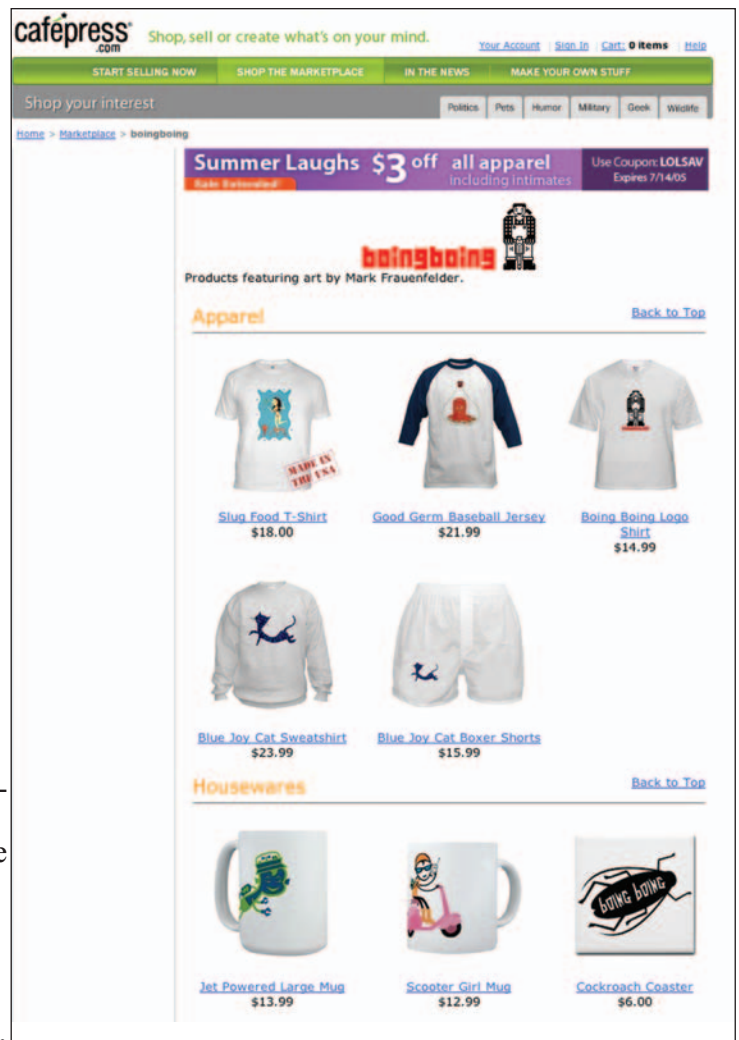 cafépress.com
Shop, sell or create what's on your mind.
Your Account | Sign In | Cart: 0 items | Help
START SELLING NOW SHOP THE MARKETPLACE IN THE NEWS MAKE YOUR OWN STUFF
Shop your interest Politics Pets Humor Military Geek Wildlife
Home > Marketplace > boingboing
Summer Laughs $3 off all apparel including intimates
Sale Extended!
Use Coupon: LOLSAV
Expires 7/14/05
boingboing
Products featuring art by Mark Frauenfelder.
Apparel Back to Top
MADE IN
THE USA
Slug Food T-Shirt
$18.00
Good Germ Baseball Jersey
$21.99
Boing Boing Logo
Shirt
$14.99
Blue Joy Cat Sweatshirt
$23.99
Blue Joy Cat Boxer Shorts
$15.99
Housewares Back to Top
e
BOING BOING
Jet Powered Large Mug
$13.99
Scooter Girl Mug
$12.99
Cockroach Coaster
$6.00